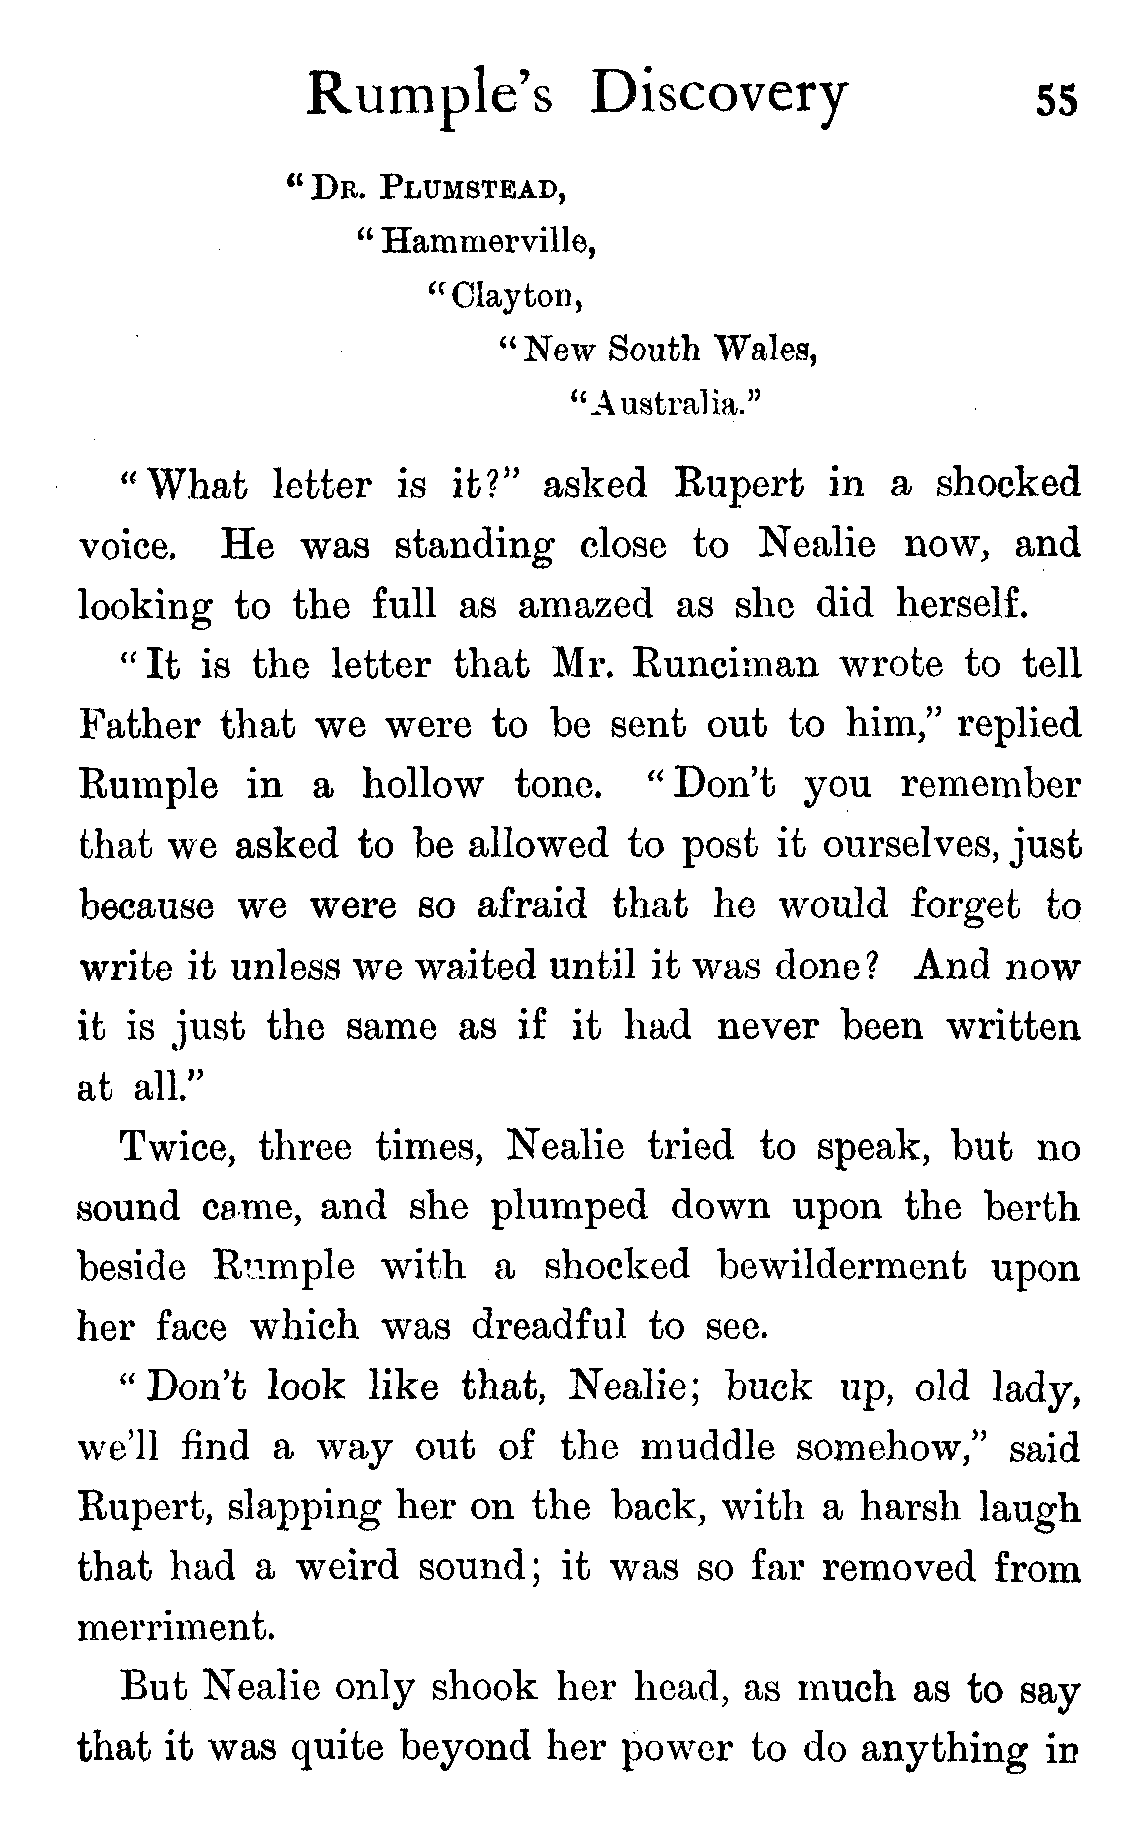 Rumple's Discovery 55
"Dr. Plumstead,
"Hammerville,
"Clayton,
"New South Wales,
"Australia."
"What letter is it?" asked Rupert in a shocked
voice. He was standing close to Nealie now, and
looking to the full as amazed as she did herself.
"It is the letter that Mr. Runciman wrote to tell
Father that we were to be sent out to him," replied
Rumple in a hollow tone. "Don't you remember
that we asked to be allowed to post it ourselves, just
because we were so afraid that he would forget to
write it unless we waited until it was done? And now
it is just the same as if it had never been written
at all."
Twice, three times, Nealie tried to speak, but no
sound came, and she plumped down upon the berth
beside Rumple with a shocked bewilderment upon
her face which was dreadful to see.
"Don't look like that, Nealie; buck up, old lady,
we'll find a way out of the muddle somehow," said
Rupert, slapping her on the back, with a harsh laugh
that had a weird sound; it was so far removed from
merriment.
But Nealie only shook her head, as much as to say
that it was quite beyond her power to do anything in